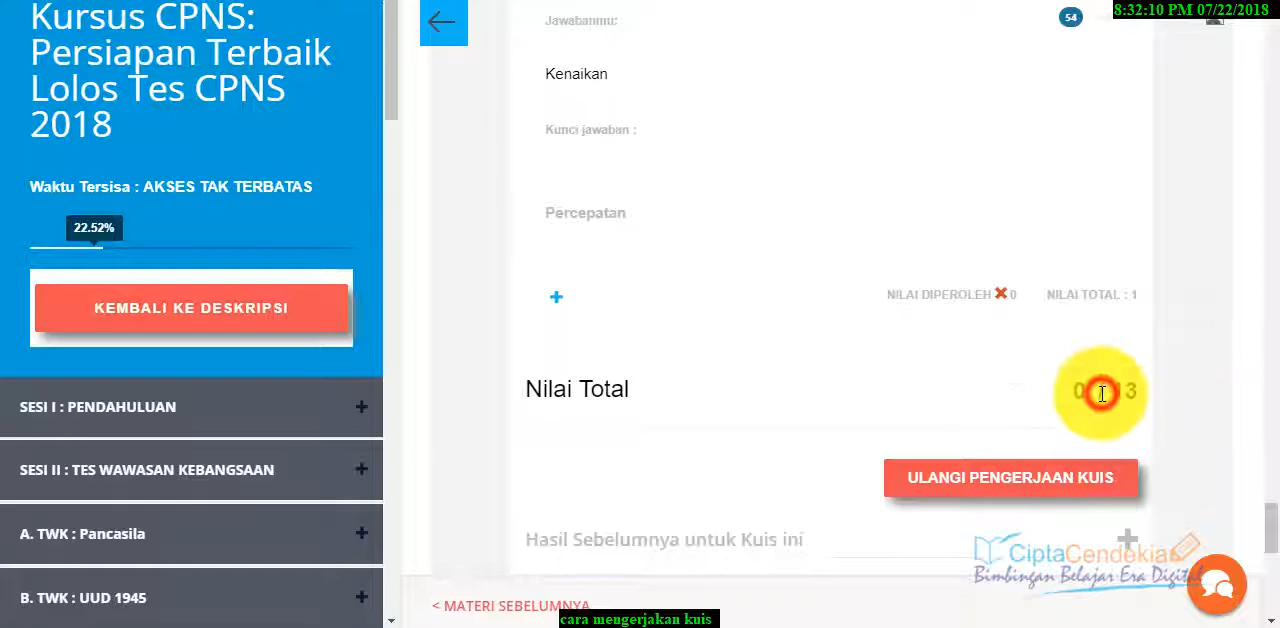 Kursus CPNS:
Persiapan Terbaik
Lolos Tes CPNS
2018
Waktu Tersisa : AKSES TAK TERBATAS
22.52%
KEMBALI KE DESKRIPSI
SESI I : PENDAHULUAN
SESI II : TES WAWASAN KEBANGSAAN
A. TWK : Pancasila
B. TWK : UUD 1945
8:32:10 PM 07/22/2018
Jawabanmu:
54
Kenaikan
Kunci jawaban :
Percepatan
NILAI DIPEROLEH 0 NILAI TOTAL : 1
Nilai Total
ULANGI PENGERJAAN KUIS
Hasil Sebelumnya untuk Kuis ini
CiptaCendekia
Bimbingan Belajar Era Digital
< MATERI SEBELUMNYA
cara mengerjakan kuis